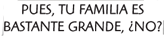 PUES, TU FAMILIA ES
BASTANTE GRANDE, ¿NO?